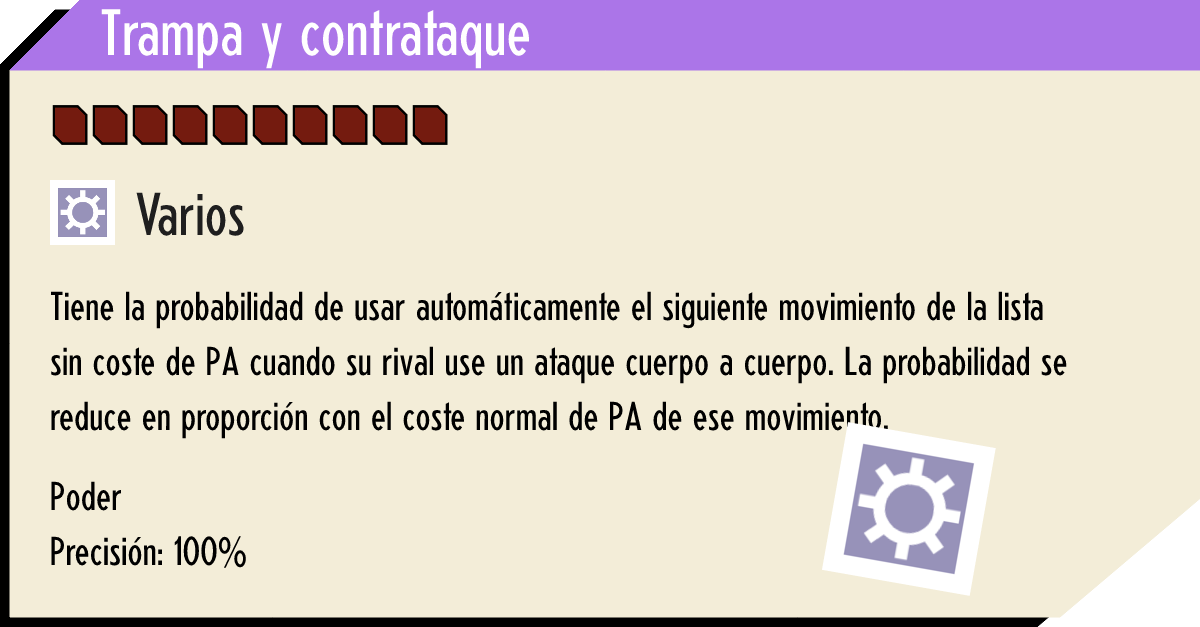 Trampa y contrataque
Varios
Tiene la probabilidad de usar automáticamente el siguiente movimiento de la lista
sin coste de PA cuando su rival use un ataque cuerpo a cuerpo. La probabilidad se
reduce en proporción con el coste normal de PA de ese movimiento.
Poder
Precisión: 100%